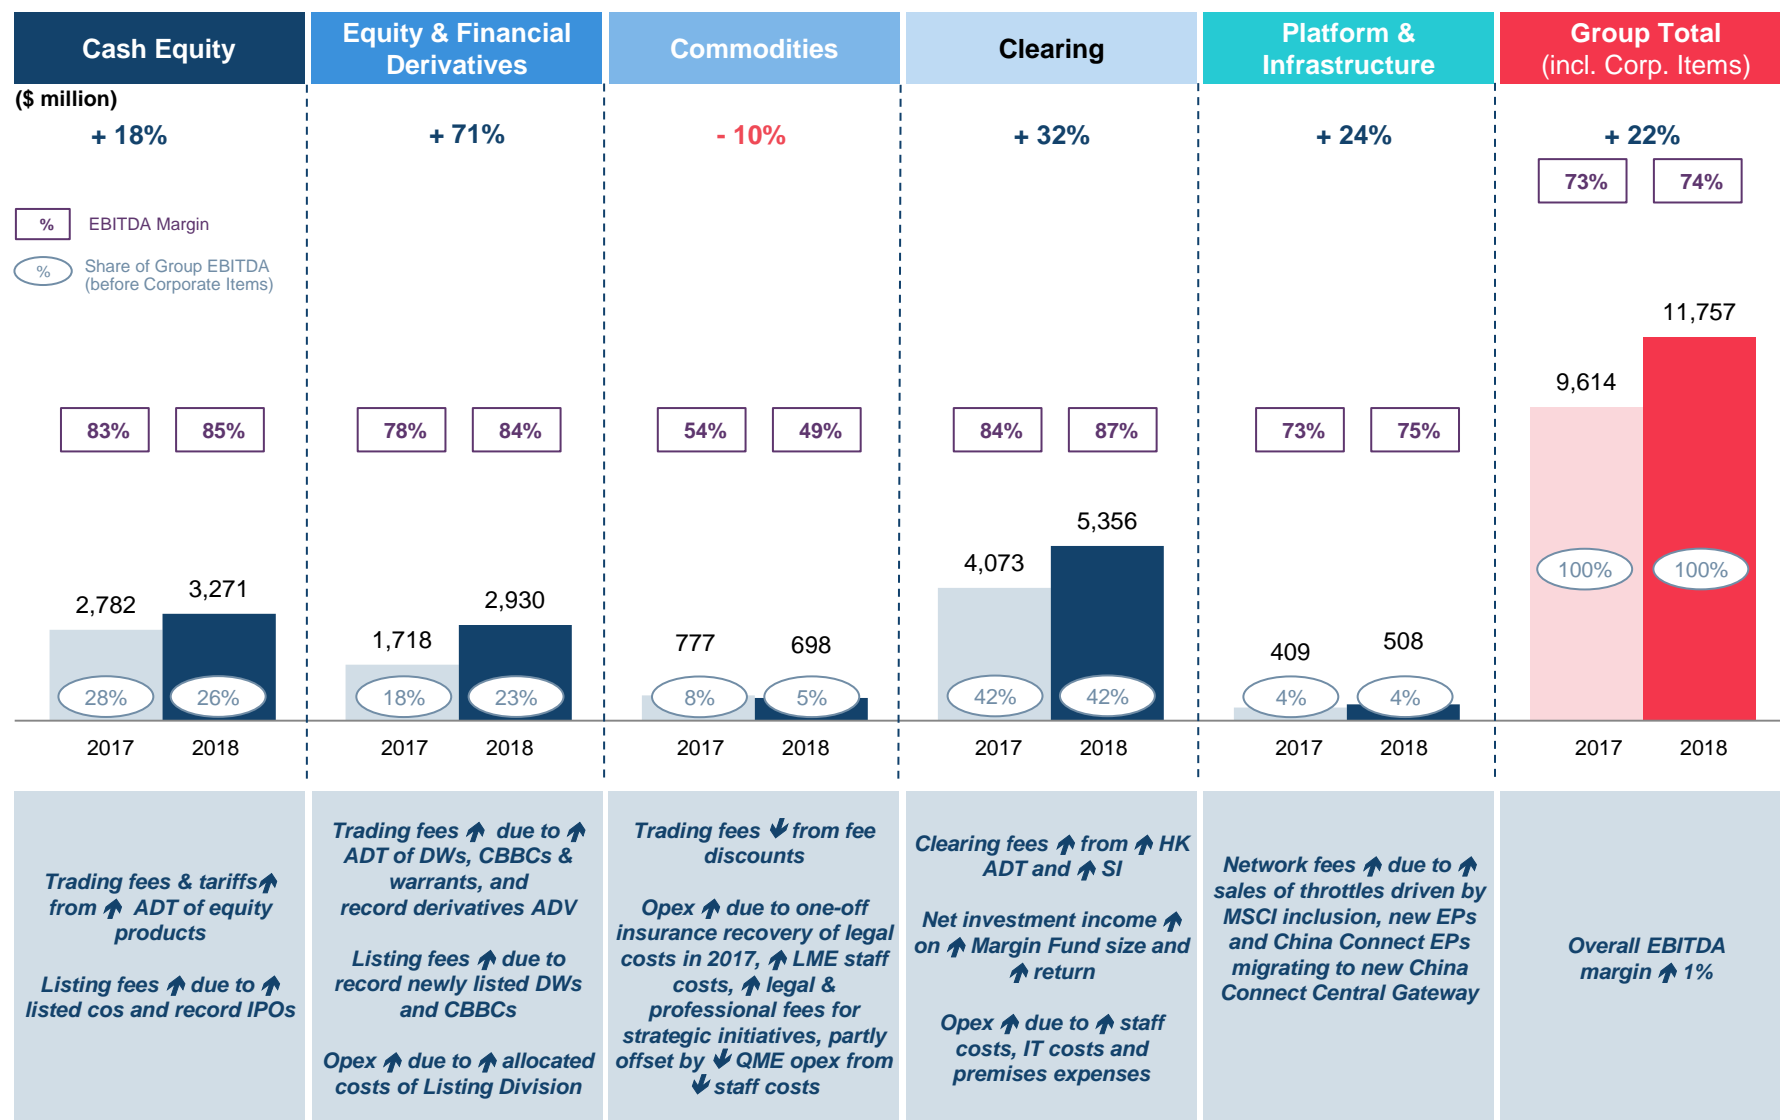 Cash Equity
Equity & Financial
Derivatives
Commodities
Clearing
Platform &
Infrastructure
Group Total
(incl. Corp. Items)
($ million)
+ 18%
+ 71%
- 10%
+ 32%
+ 24%
+ 22%
73%
74%
% EBITDA Margin
% Share of Group EBITDA
(before Corporate Items)
83%
85%
78%
84%
54%
49%
84%
87%
73%
75%
2,782
3,271
1,718
2,930
777
698
4,073
5,356
409
508
9,614
11,757
28%
26%
18%
23%
8%
5%
42%
42%
4%
4%
100%
100%
2017
2018
2017
2018
2017
2018
2017
2018
2017
2018
2017
2018
Trading fees & tariffs↑
from ↑ ADT of equity
products
Listing fees ↑ due to ↑
listed cos and record IPOs
Trading fees ↑ due to ↑
ADT of DWs, CBBCs &
warrants, and
record derivatives ADV
Listing fees ↑ due to
record newly listed DWs
and CBBCs
Opex ↑ due to ↑ allocated
costs of Listing Division
Trading fees ↓ from fee
discounts
Opex ↑ due to one-off
insurance recovery of legal
costs in 2017, ↑ LME staff
costs, ↑ legal &
professional fees for
strategic initiatives, partly
offset by ↓ QME opex from
↓ staff costs
Clearing fees ↑ from ↑ HK
ADT and ↑ SI
Net investment income ↑
on ↑ Margin Fund size and
↑ return
Opex ↑ due to ↑ staff
costs, IT costs and
premises expenses
Network fees ↑ due to ↑
sales of throttles driven by
MSCI inclusion, new EPs
and China Connect EPs
migrating to new China
Connect Central Gateway
Overall EBITDA
margin ↑ 1%